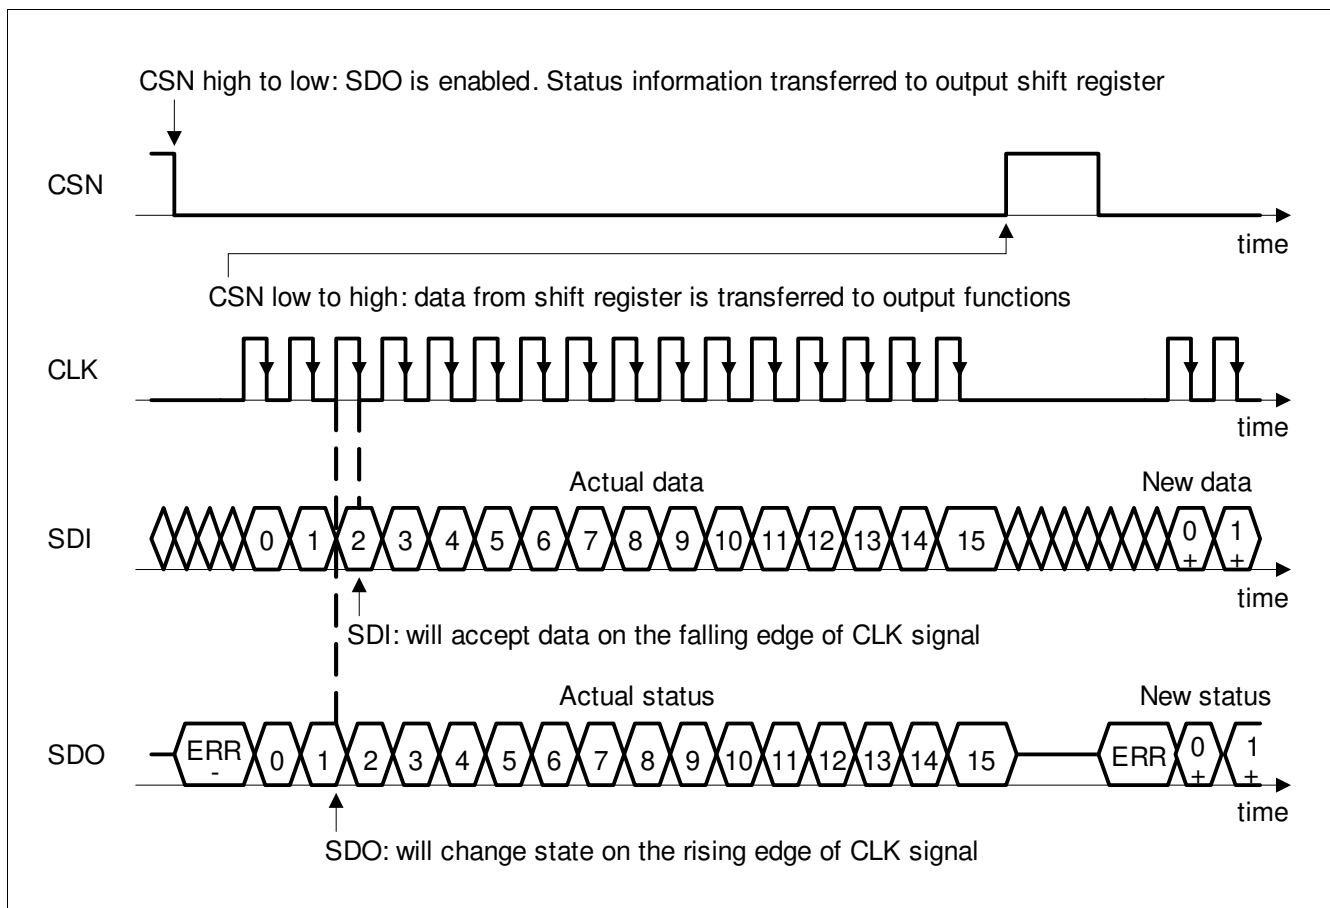 CSN high to low: SDO is enabled. Status information transferred to output shift register
CSN
time
CSN low to high: data from shift register is transferred to output functions
CLK
time
Actual data
New data
SDI
0 1 2 3 4 5 6 7 8 9 10 11 12 13 14 15 0 1
+ +
time
SDI: will accept data on the falling edge of CLK signal
Actual status
New status
SDO
ERR 0 1 2 3 4 5 6 7 8 9 10 11 12 13 14 15 ERR 0 1
- + +
time
SDO: will change state on the rising edge of CLK signal